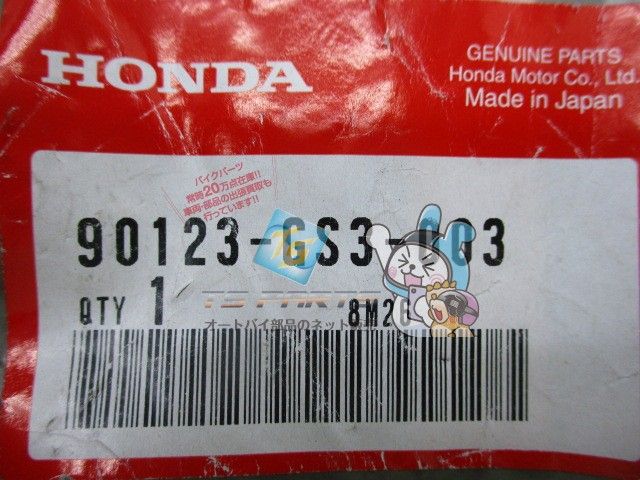 HONDA
GENUINE PARTS
Honda Motor Co., Ltd
Made in Japan
バイクパーツ
常時20万点在庫!!
車両・部品の出張買取も
行っています!!
90123-GS3-003
TS
TS PARTS
QTY 1
8M26
オートバイ部品のネット